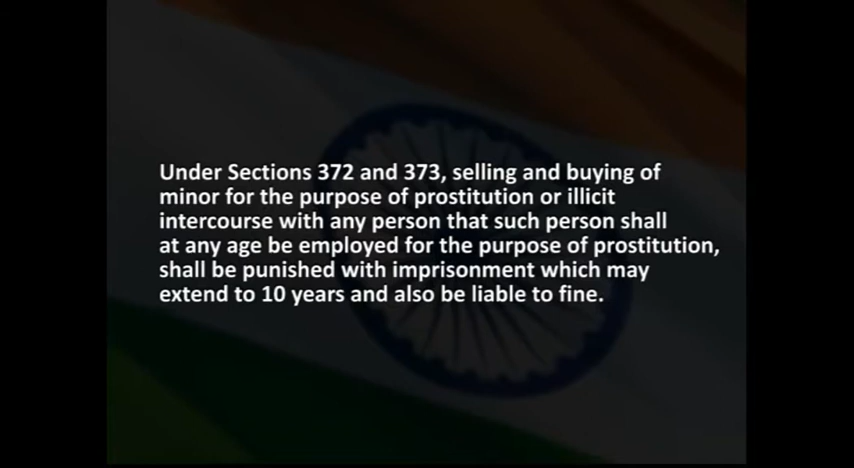 Under Sections 372 and 373, selling and buying of
minor for the purpose of prostitution or illicit
intercourse with any person that such person shall
at any age be employed for the purpose of prostitution,
shall be punished with imprisonment which may
extend to 10 years and also be liable to fine.